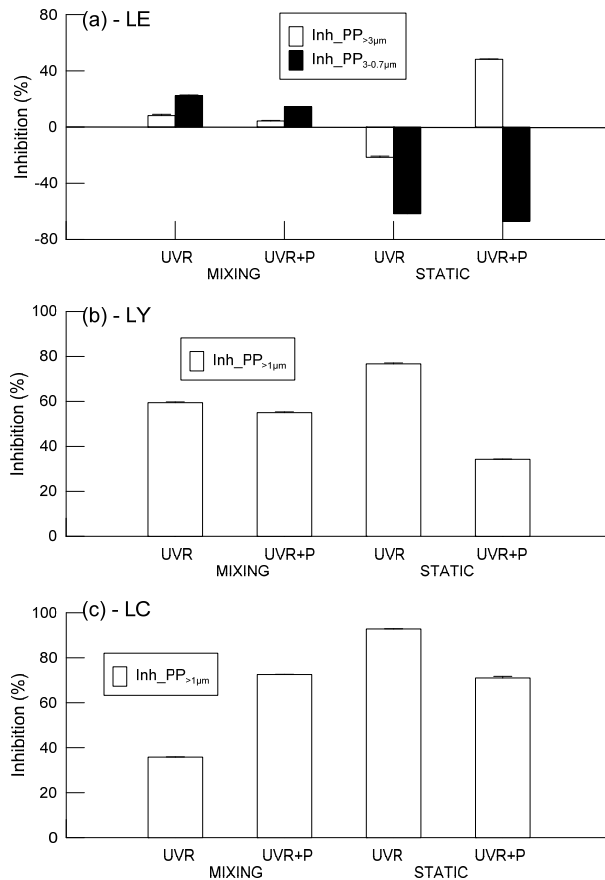 (a) - LE
Inh_PP>3μm
Inh_PP3-0.7μm
Inhibition (%)
80
40
0
-40
-80
UVR UVR+P UVR UVR+P
MIXING STATIC
(b) - LY
Inh_PP>1μm
Inhibition (%)
100
80
60
40
20
0
UVR UVR+P UVR UVR+P
MIXING STATIC
(c) - LC
Inh_PP>1μm
Inhibition (%)
100
80
60
40
20
0
UVR UVR+P UVR UVR+P
MIXING STATIC